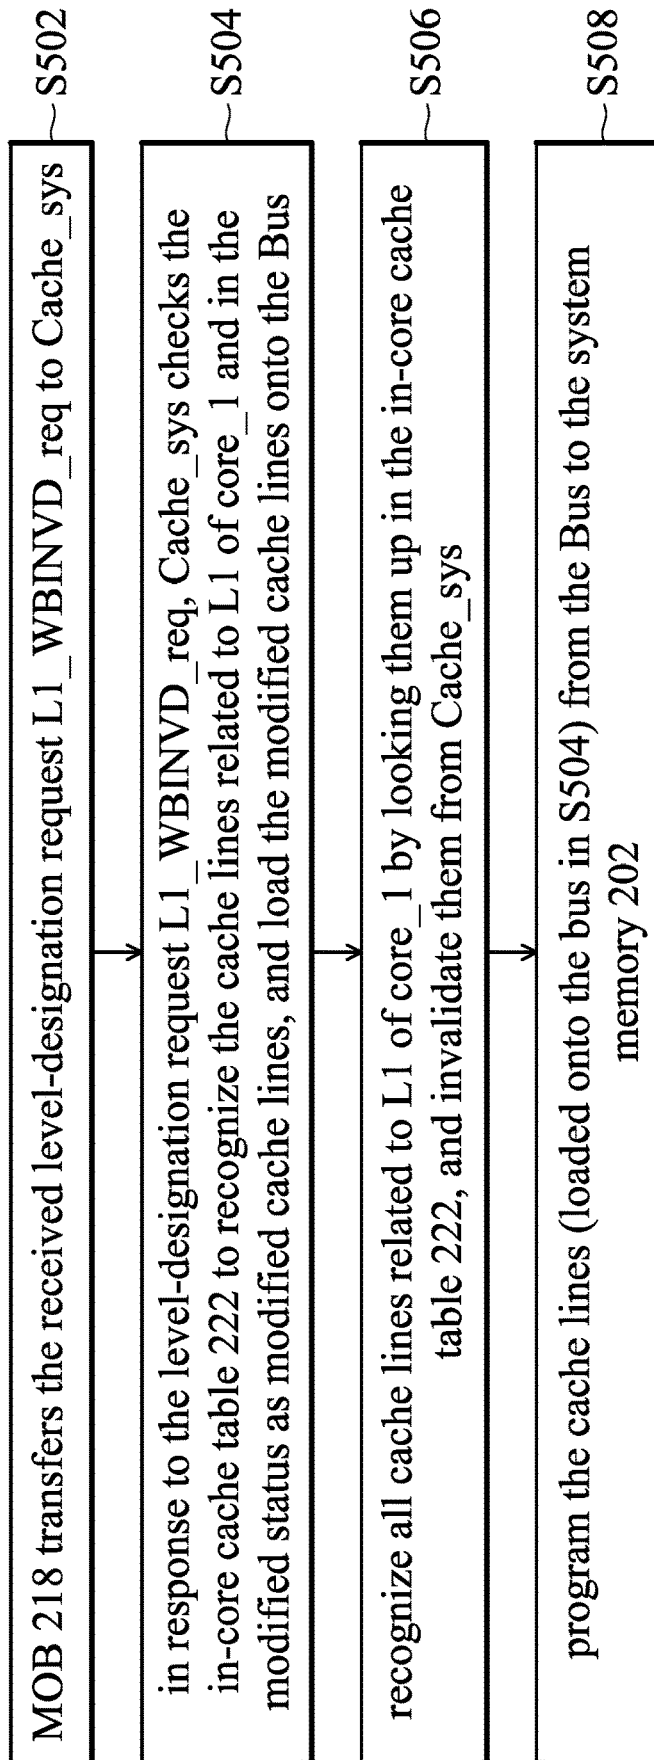 MOB 218 transfers the received level-designation request L1_WBINVD_req to Cache_sys
S502
in response to the level-designation request L1_WBINVD_req, Cache_sys checks the
in-core cache table 222 to recognize the cache lines related to L1 of core_1 and in the
modified status as modified cache lines, and load the modified cache lines onto the Bus
S504
recognize all cache lines related to L1 of core_1 by looking them up in the in-core cache
table 222, and invalidate them from Cache_sys
S506
program the cache lines (loaded onto the bus in S504) from the Bus to the system
memory 202
S508